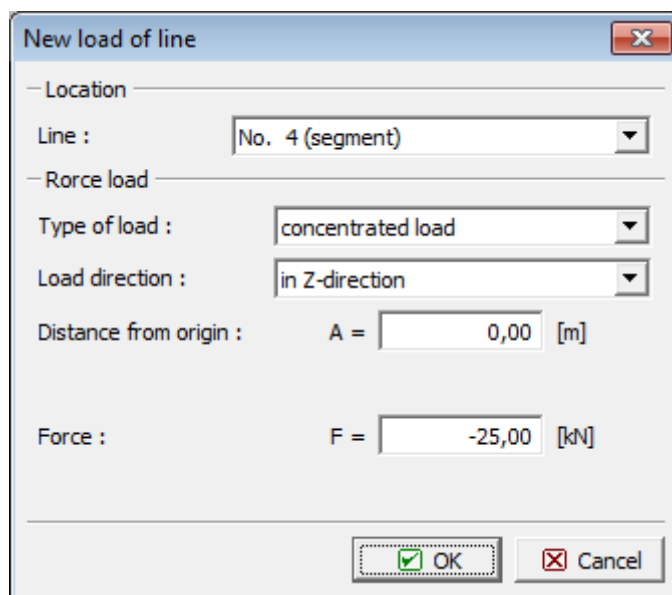 New load of line
Location
Line :
No. 4 (segment)
Rorce load
Type of load :
concentrated load
Load direction :
in Z-direction
Distance from origin : A = 0,00 [m]
Force : F = -25,00 [kN]
OK
Cancel